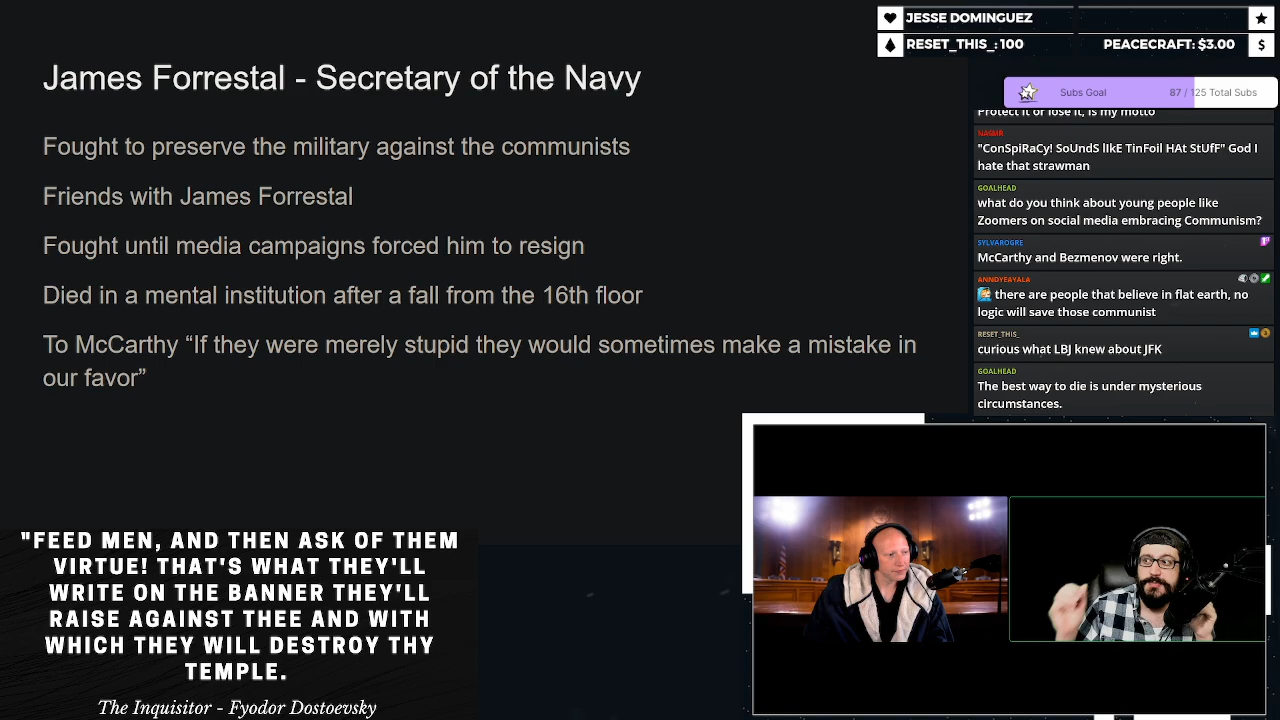 James Forrestal - Secretary of the Navy
Fought to preserve the military against the communists
Friends with James Forrestal
Fought until media campaigns forced him to resign
Died in a mental institution after a fall from the 16th floor
To McCarthy “If they were merely stupid they would sometimes make a mistake in
our favor”
JESSE DOMINGUEZ
RESET_THIS_: 100
PEACECRAFT: $3.00
$
Subs Goal
87 / 125 Total Subs
Protect it or lose it, is my motto
NASMR
"ConSpiRaCy! SoUndS lIkE TinFoil HAt StUfF" God I
hate that strawman
GOALHEAD
what do you think about young people like
Zoomers on social media embracing Communism?
SYLVAROGRE
McCarthy and Bezmenov were right.
ANNDYEAYALA
there are people that believe in flat earth, no
logic will save those communist
RESET_THIS_
curious what LBJ knew about JFK
GOALHEAD
The best way to die is under mysterious
circumstances.
"FEED MEN, AND THEN ASK OF THEM
VIRTUE! THAT'S WHAT THEY'LL
WRITE ON THE BANNER THEY'LL
RAISE AGAINST THEE AND WITH
WHICH THEY WILL DESTROY THY
TEMPLE.
The Inquisitor - Fyodor Dostoevsky